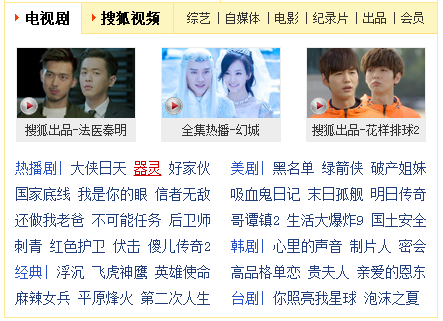 电视剧 搜狐视频 综艺 | 自媒体 | 电影 | 纪录片 | 出品 | 会员
搜狐出品-法医秦明 全集热播-幻城 搜狐出品-花样排球2
热播剧| 大侠日天 器灵 好家伙
国家底线 我是你的眼 信者无敌
还做我老爸 不可能任务 后卫师
刺青 红色护卫 伏击 傻儿传奇2
经典| 浮沉 飞虎神鹰 英雄使命
麻辣女兵 平原烽火 第二次人生
美剧| 黑名单 绿箭侠 破产姐妹
吸血鬼日记 末日孤舰 明日传奇
哥谭镇2 生活大爆炸9 国土安全
韩剧| 心里的声音 制片人 密会
高品格单恋 贵夫人 亲爱的恩东
台剧| 你照亮我星球 泡沫之夏